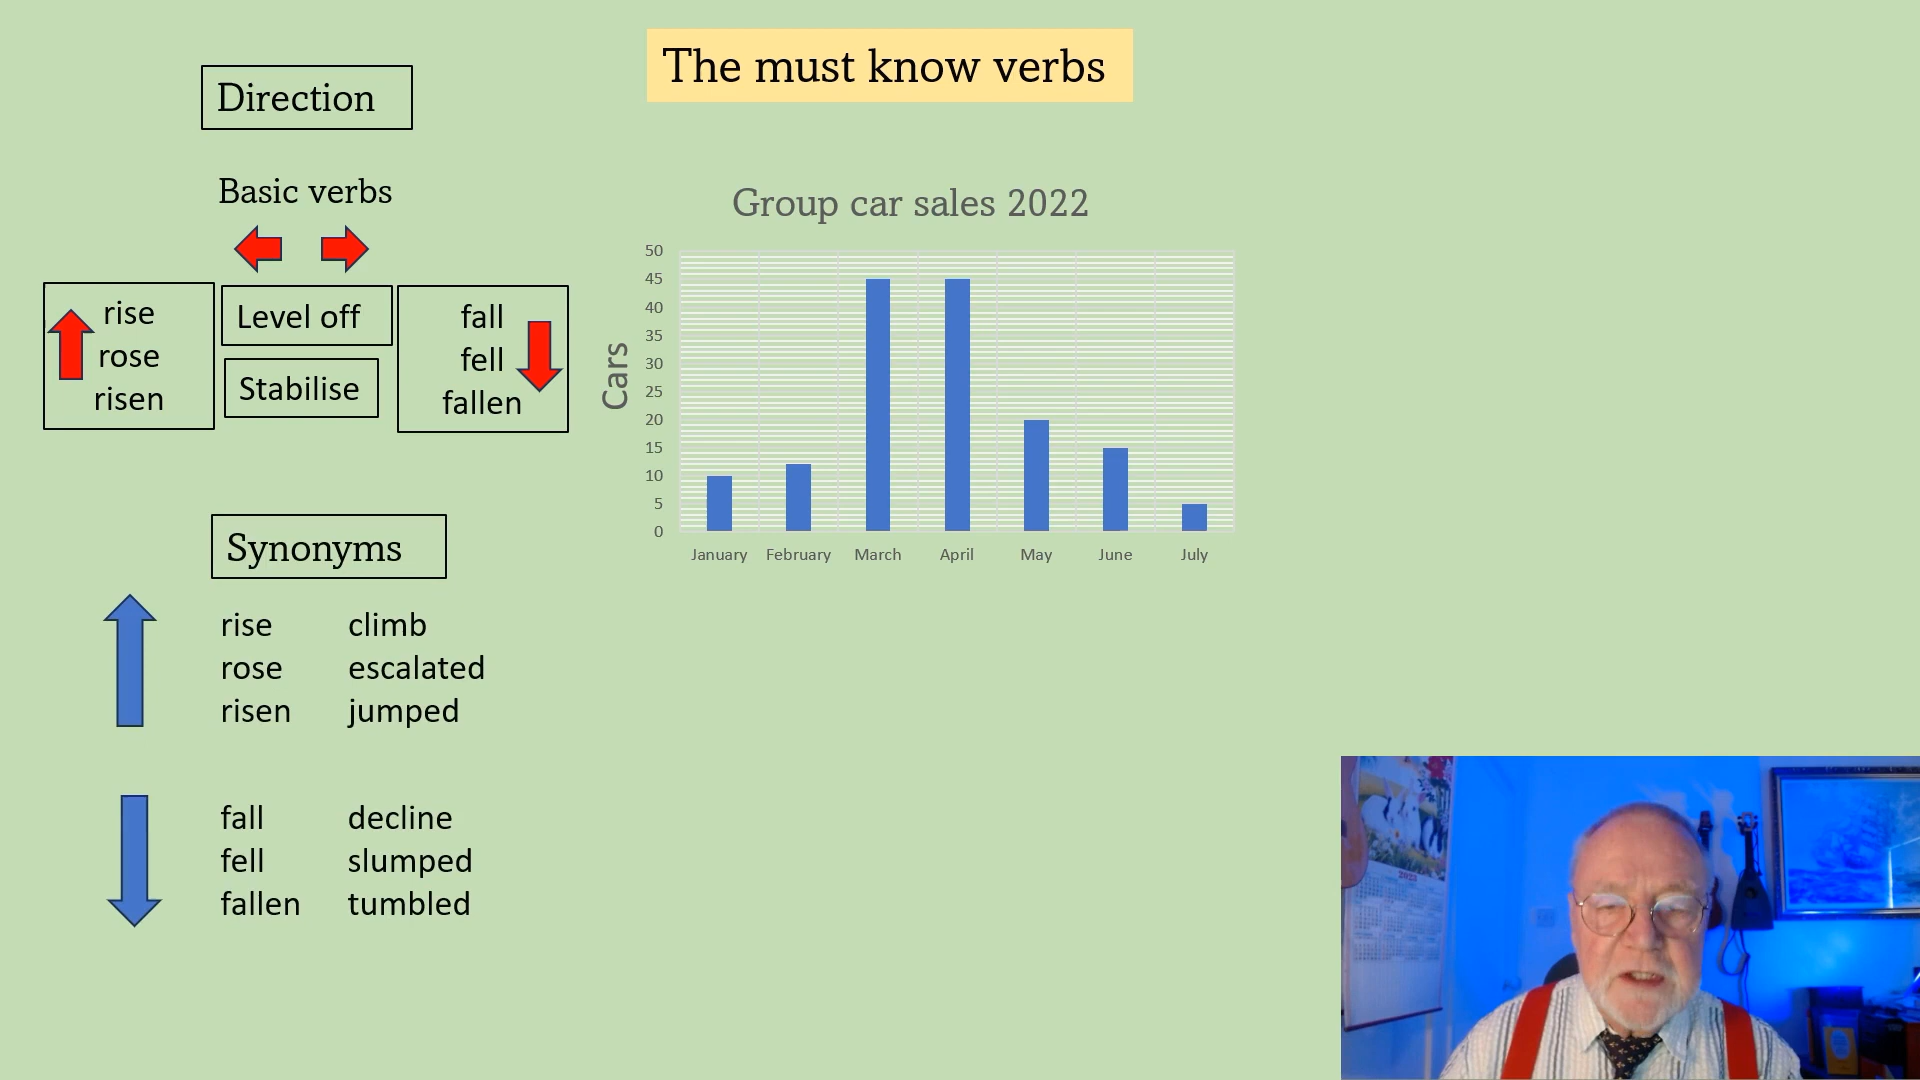 The must know verbs
Direction
Basic verbs
rise
rose
risen
Level off
Stabilise
fall
fell
fallen
Synonyms
rise climb
rose escalated
risen jumped
fall decline
fell slumped
fallen tumbled
Group car sales 2022
Cars
50
45
40
35
30
25
20
15
10
5
0
January February March April May June July
2023